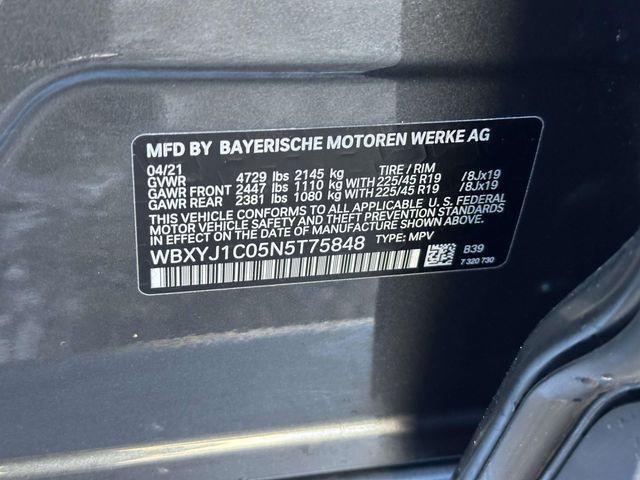 MFD BY BAYERISCHE MOTOREN WERKE AG
04/21 TIRE / RIM
GVWR 4729 lbs 2145 kg
GAWR FRONT 2447 lbs 1110 kg WITH 225/45 R19 /8Jx19
GAWR REAR: 2381 lbs 1080 kg WITH 225/45 R19 /8Jx19
THIS VEHICLE CONFORMS TO ALL APPLICABLE U.S. FEDERAL
MOTOR VEHICLE SAFETY, BUMPER, AND THEFT PREVENTION STANDARDS
IN EFFECT ON THE DATE OF MANUFACTURE SHOWN ABOVE.
WBXYJ1C05N5T75848 TYPE: MPV B39
7 320 730